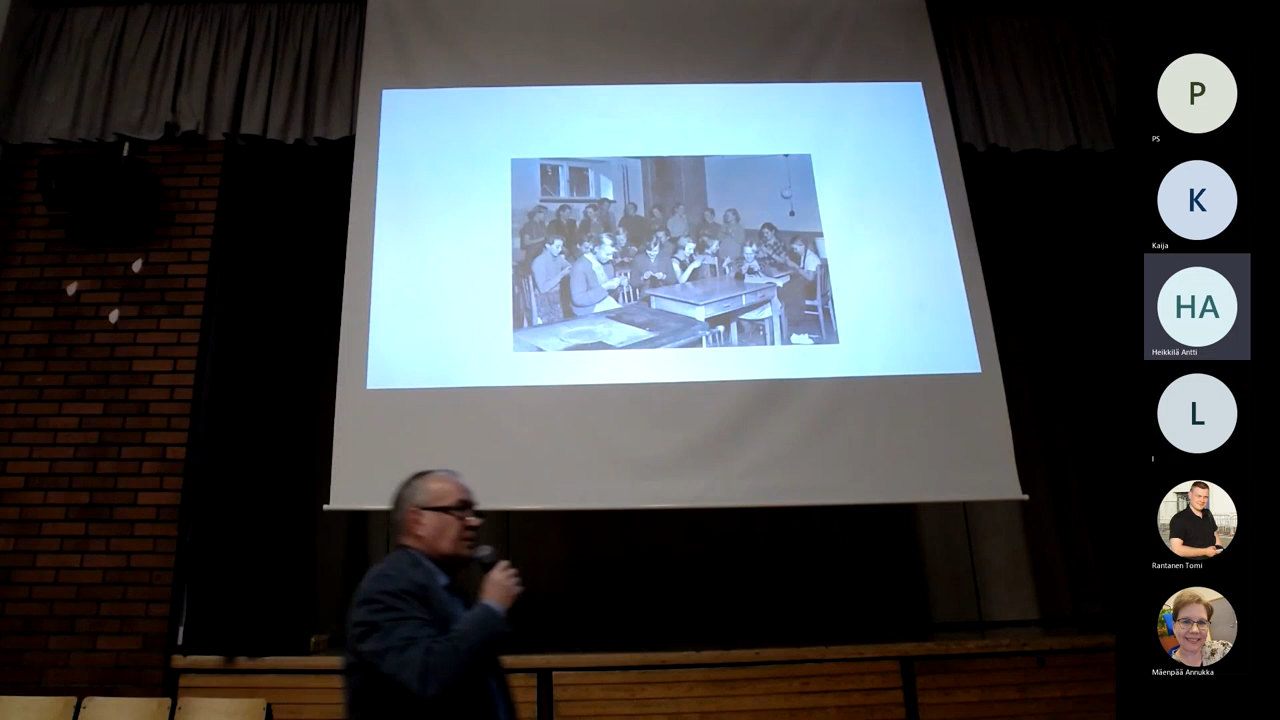 P
PS
K
Kaija
HA
Heikkilä Antti
L
l
Rantanen Tomi
Mäenpää Annukka